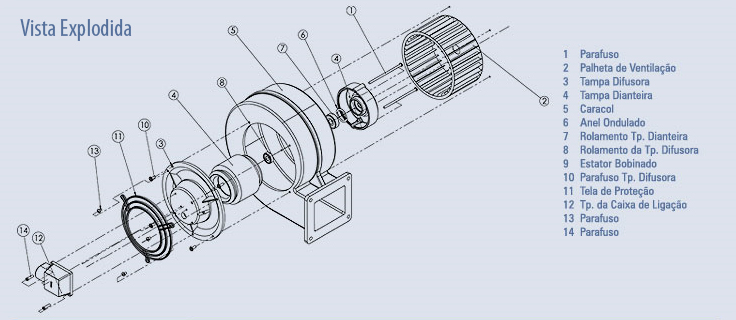 Vista Explodida
1 Parafuso
2 Palheta de Ventilação
3 Tampa Difusora
4 Tampa Dianteira
5 Caracol
6 Anel Ondulado
7 Rolamento Tp. Dianteira
8 Rolamento da Tp. Difusora
9 Estator Bobinado
10 Parafuso Tp. Difusora
11 Tela de Proteção
12 Tp. da Caixa de Ligação
13 Parafuso
14 Parafuso
1
6
5
7
4
2
8
4
10
3
11
13
14
12
13
14